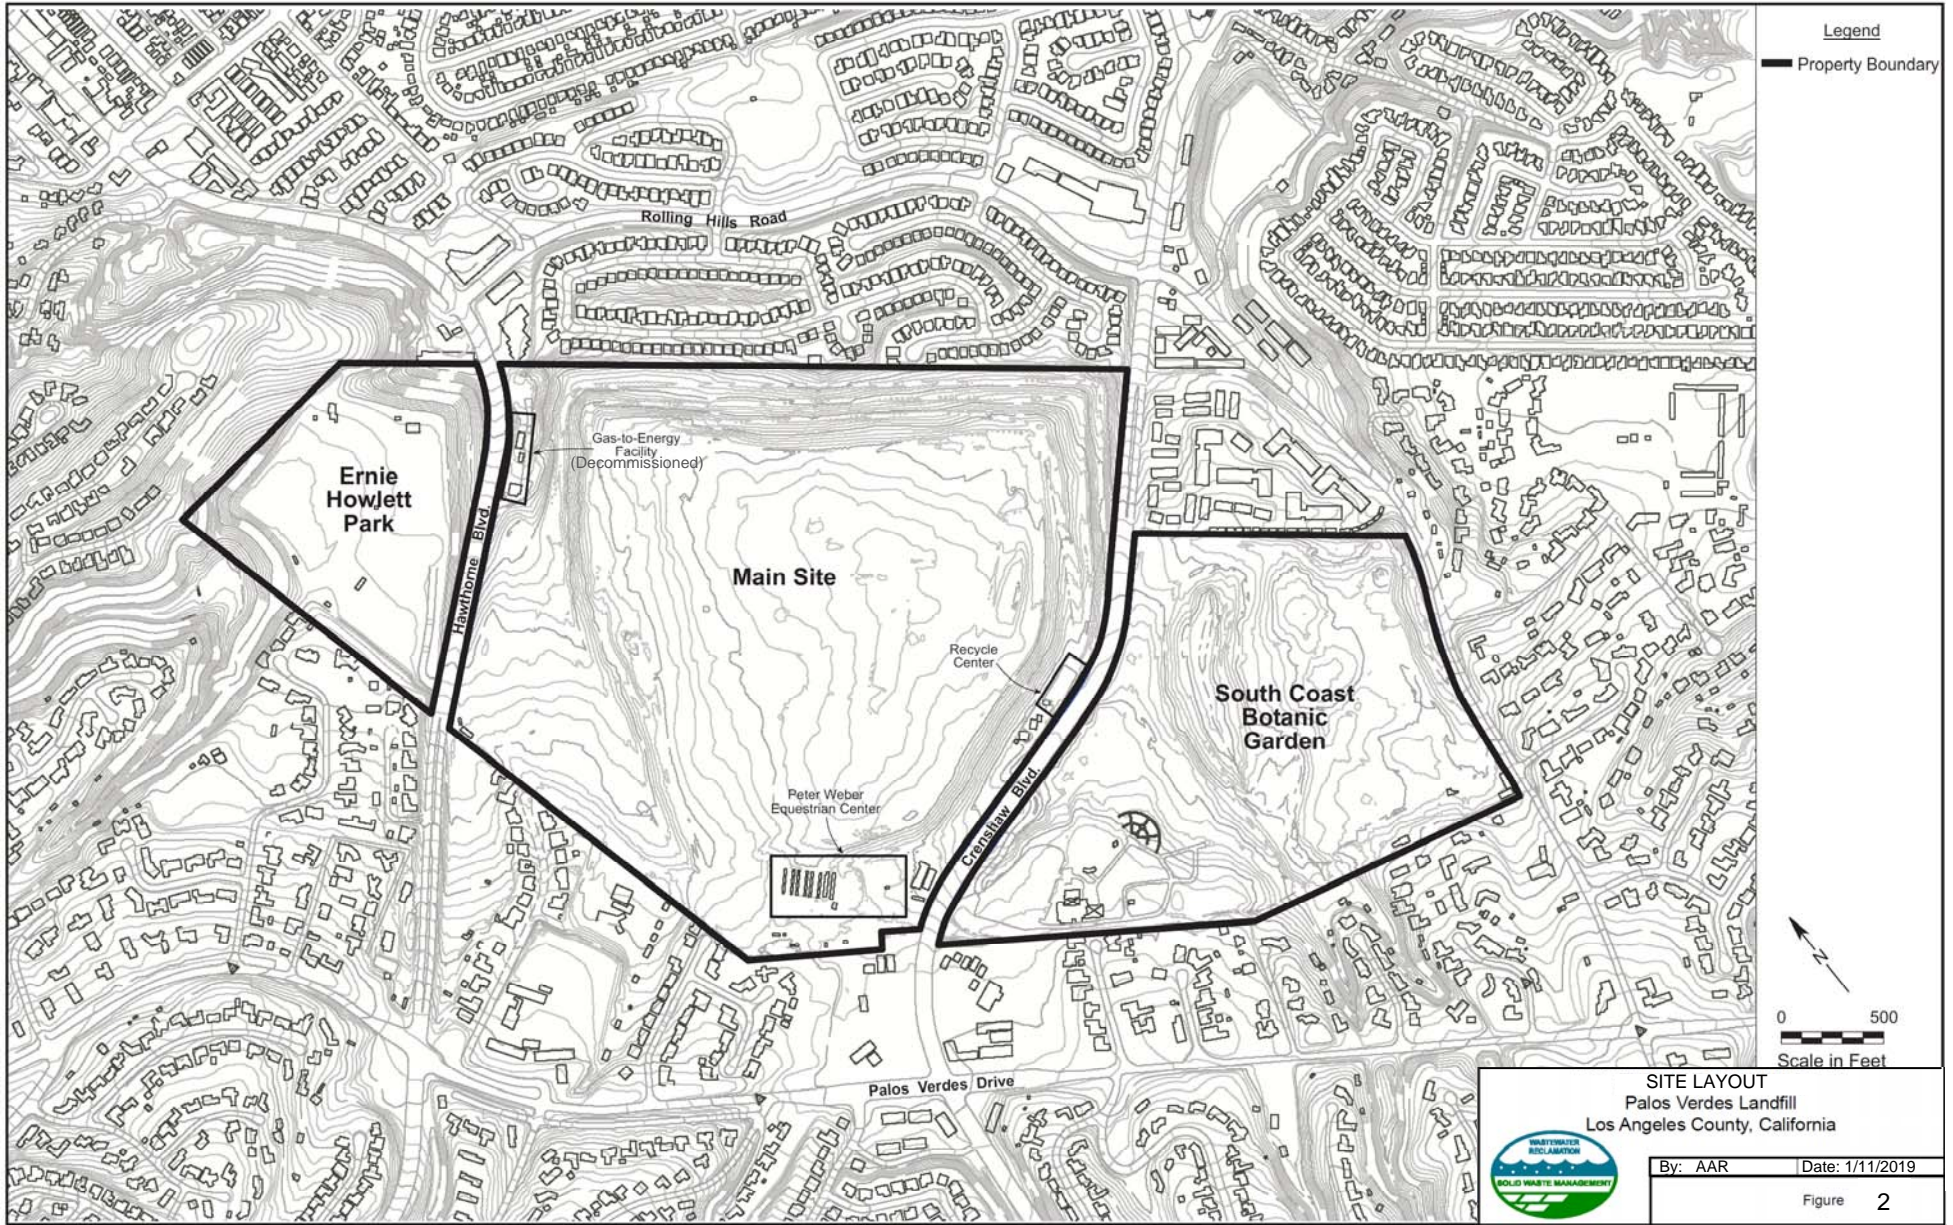 Legend
Property Boundary
Rolling Hills Road
Gas-to-Energy
Facility
(Decommissioned)
Ernie
Howlett
Park
Hawthorne Blvd.
Main Site
Recycle
Center
South Coast
Botanic
Garden
Peter Weber
Equestrian Center
Crenshaw Blvd.
Palos Verdes Drive
N
0 500
Scale in Feet
SITE LAYOUT
Palos Verdes Landfill
Los Angeles County, California
WASTEWATER
RECLAMATION
SOLID WASTE MANAGEMENT
By: AAR Date: 1/11/2019
Figure 2